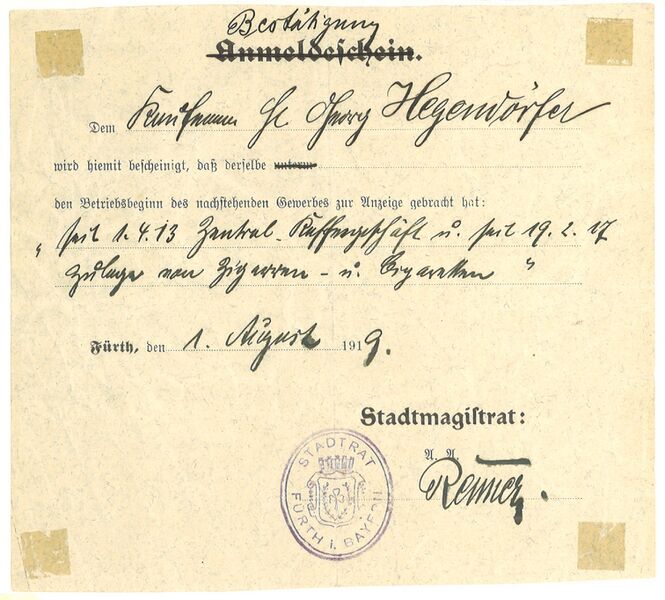 Bestätigung
Anmeldeschein.
Dem Kaufmann H. Georg Hegendörfer
wird hiemit bescheinigt, daß derselbe unterm
den Betriebsbeginn des nachstehenden Gewerbes zur Anzeige gebracht hat:
„ seit 1.4.13 Zentral-Kaffeegeschäft u. seit 19.2.17
Zulage von Zigarren- u. Cigaretten “
Fürth, den 1. August 1919.
Stadtmagistrat:
STADTRAT
FÜRTH i. BAYERN